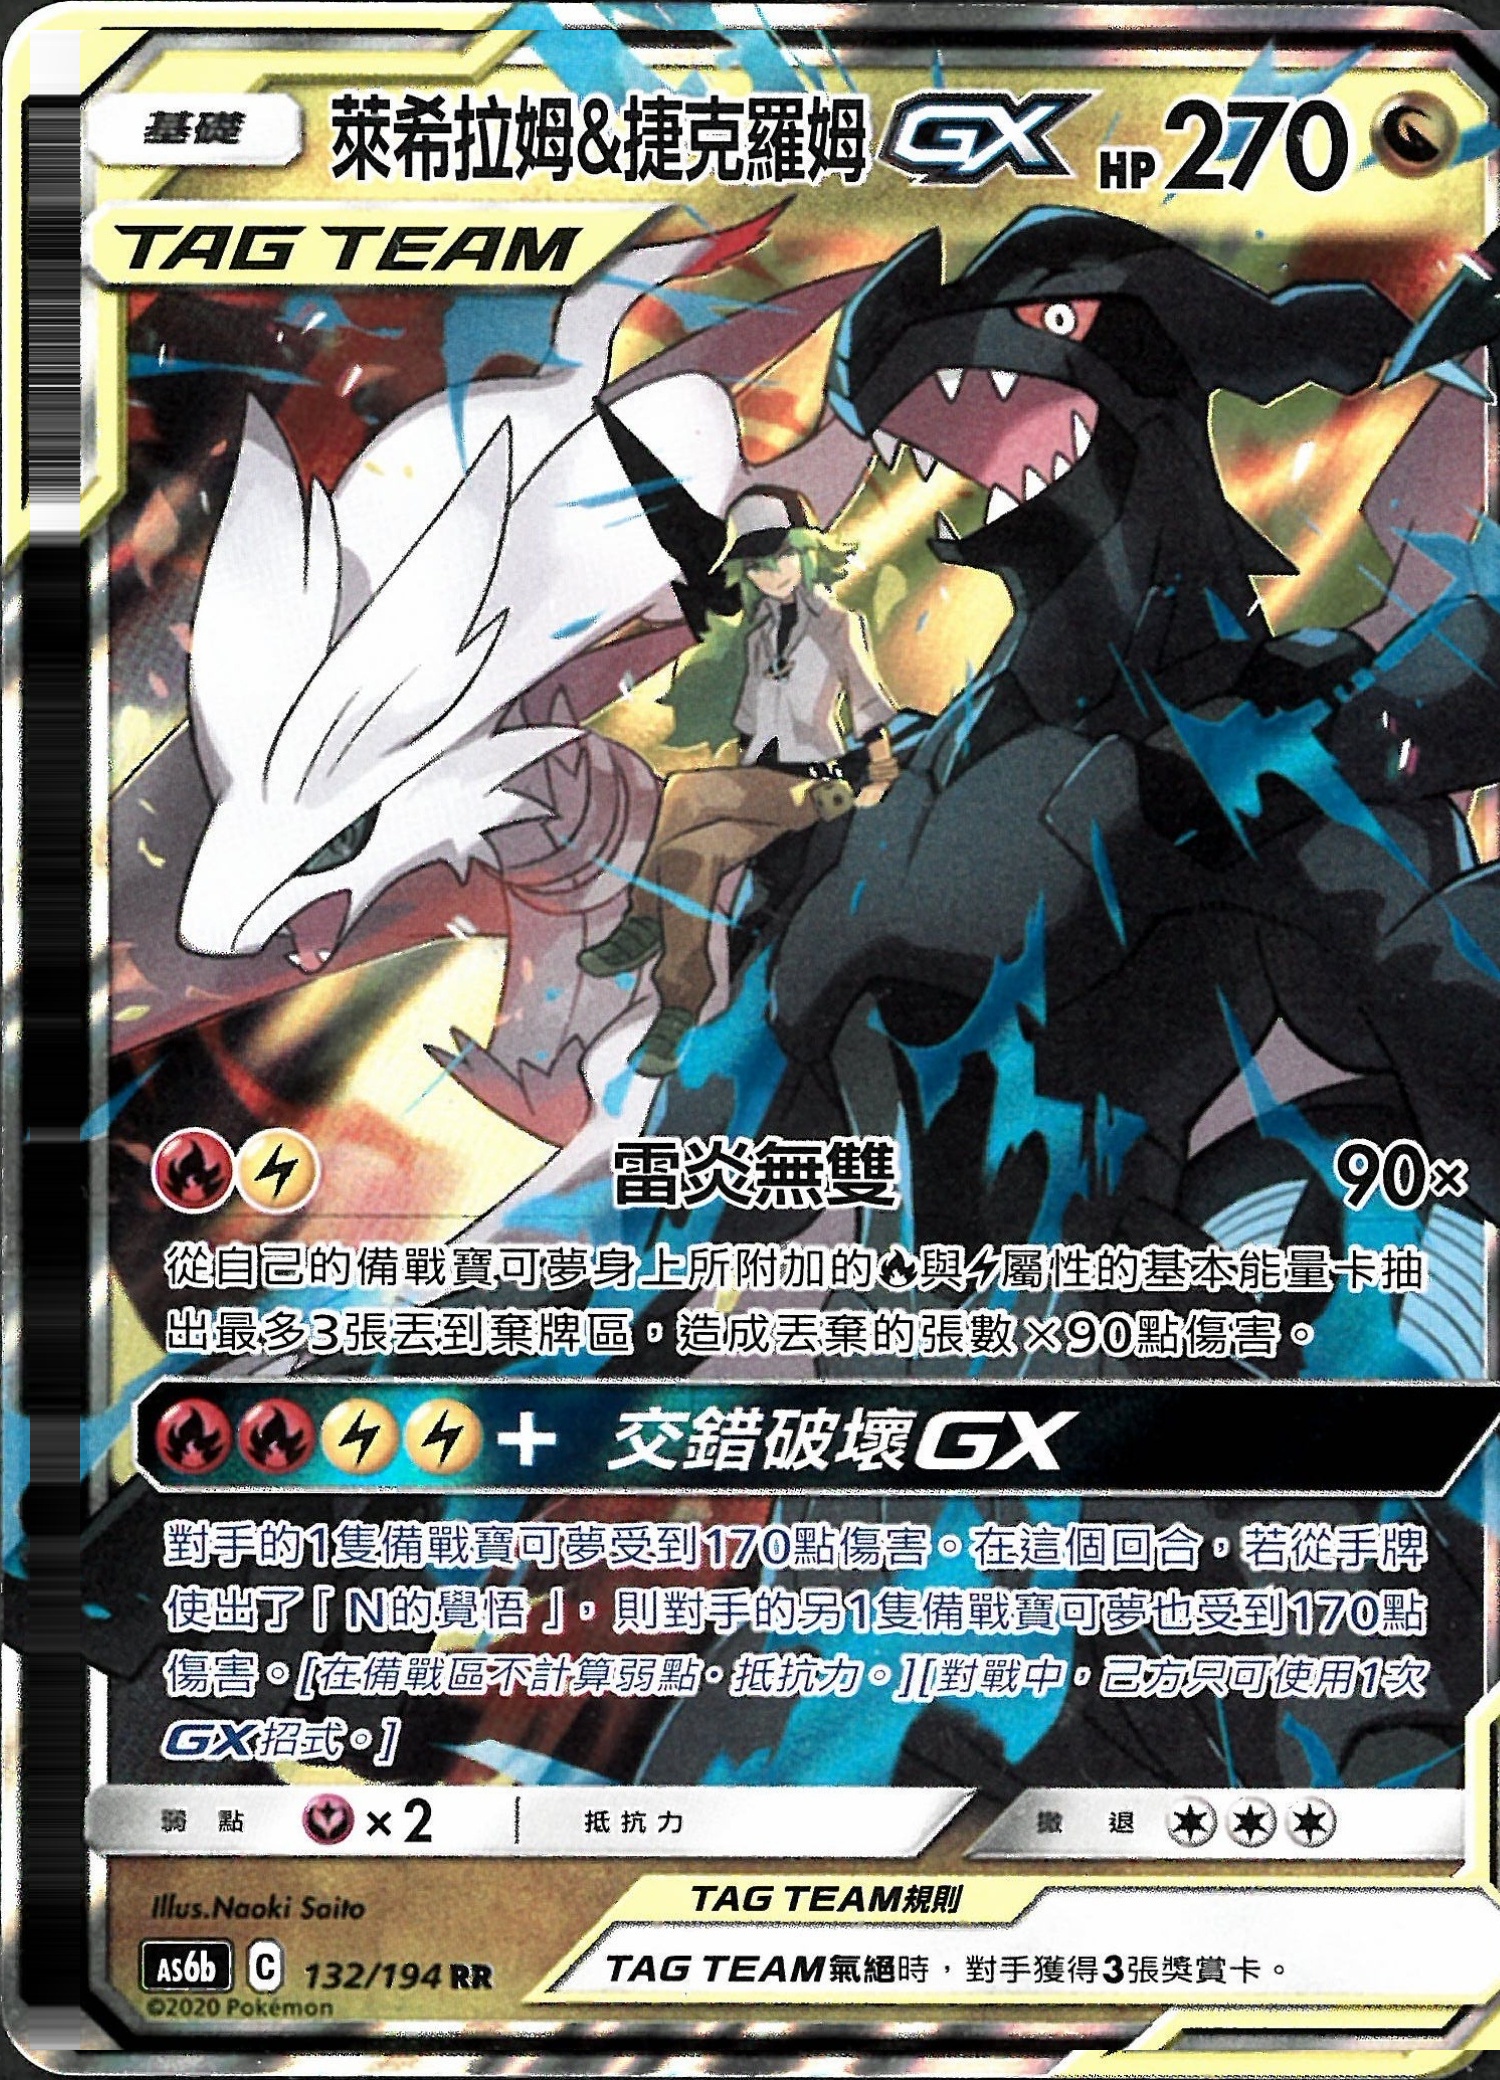 基礎
萊希拉姆&捷克羅姆GX HP 270
TAG TEAM
雷炎無雙 90×
從自己的備戰寶可夢身上所附加的與屬性的基本能量卡抽
出最多3張丟到棄牌區，造成丟棄的張數×90點傷害。
+ 交錯破壞GX
對手的1隻備戰寶可夢受到170點傷害。在這個回合，若從手牌
使出了「N的覺悟」，則對手的另1隻備戰寶可夢也受到170點
傷害。[在備戰區不計算弱點・抵抗力。][對戰中，己方只可使用1次
GX招式。]
弱點 ×2 抵抗力 撤退
Illus.Naoki Saito
TAG TEAM規則
TAG TEAM氣絕時，對手獲得3張獎賞卡。
AS6b C 132/194 RR
©2020 Pokémon